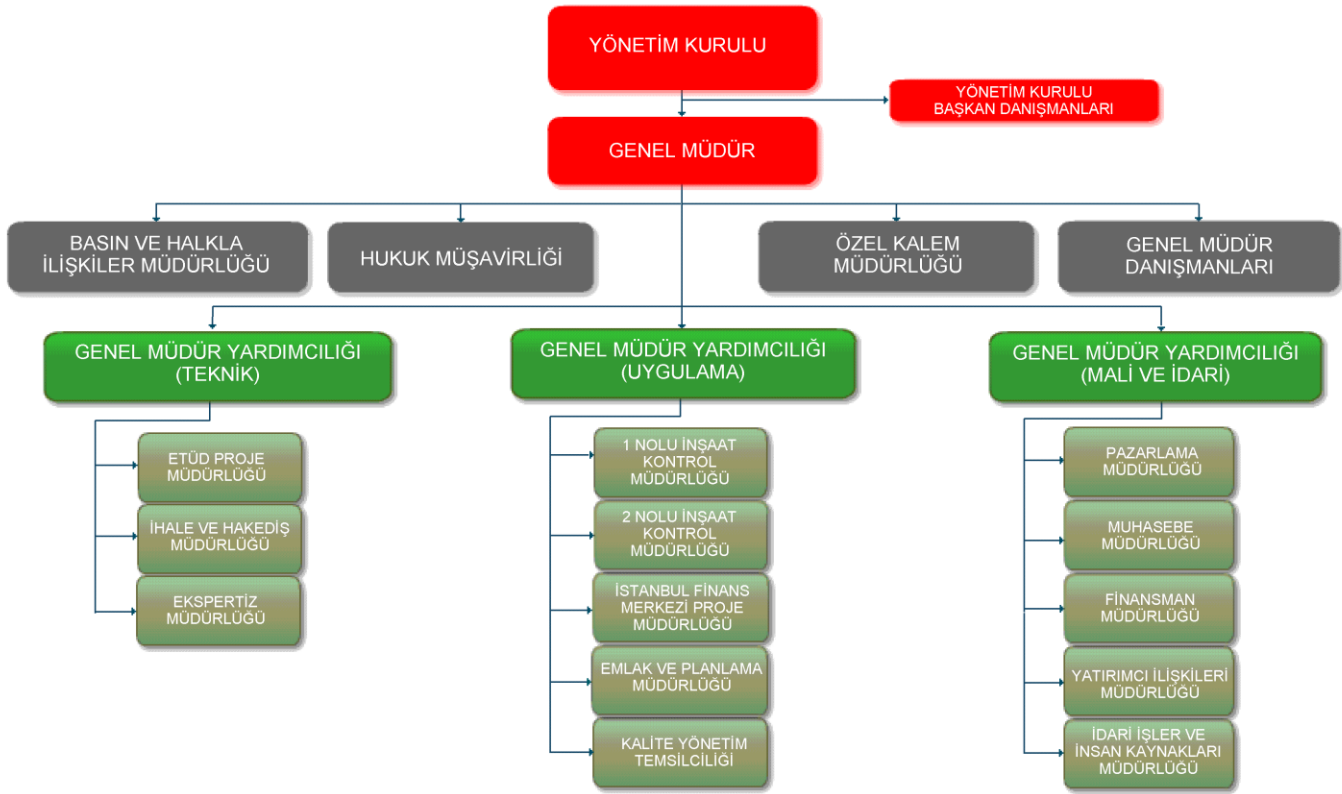 YÖNETİM KURULU
YÖNETİM KURULU
BAŞKAN DANIŞMANLARI
GENEL MÜDÜR
BASIN VE HALKLA
İLİŞKİLER MÜDÜRLÜĞÜ
HUKUK MÜŞAVİRLİĞİ
ÖZEL KALEM
MÜDÜRLÜĞÜ
GENEL MÜDÜR
DANIŞMANLARI
GENEL MÜDÜR YARDIMCILIĞI
(TEKNİK)
ETÜD PROJE
MÜDÜRLÜĞÜ
İHALE VE HAKEDİŞ
MÜDÜRLÜĞÜ
EKSPERTİZ
MÜDÜRLÜĞÜ
GENEL MÜDÜR YARDIMCILIĞI
(UYGULAMA)
1 NOLU İNŞAAT
KONTROL
MÜDÜRLÜĞÜ
2 NOLU İNŞAAT
KONTROL
MÜDÜRLÜĞÜ
İSTANBUL FİNANS
MERKEZİ PROJE
MÜDÜRLÜĞÜ
EMLAK VE PLANLAMA
MÜDÜRLÜĞÜ
KALİTE YÖNETİM
TEMSİLCİLİĞİ
GENEL MÜDÜR YARDIMCILIĞI
(MALİ VE İDARİ)
PAZARLAMA
MÜDÜRLÜĞÜ
MUHASEBE
MÜDÜRLÜĞÜ
FİNANSMAN
MÜDÜRLÜĞÜ
YATIRIMCI İLİŞKİLERİ
MÜDÜRLÜĞÜ
İDARİ İŞLER VE
İNSAN KAYNAKLARI
MÜDÜRLÜĞÜ